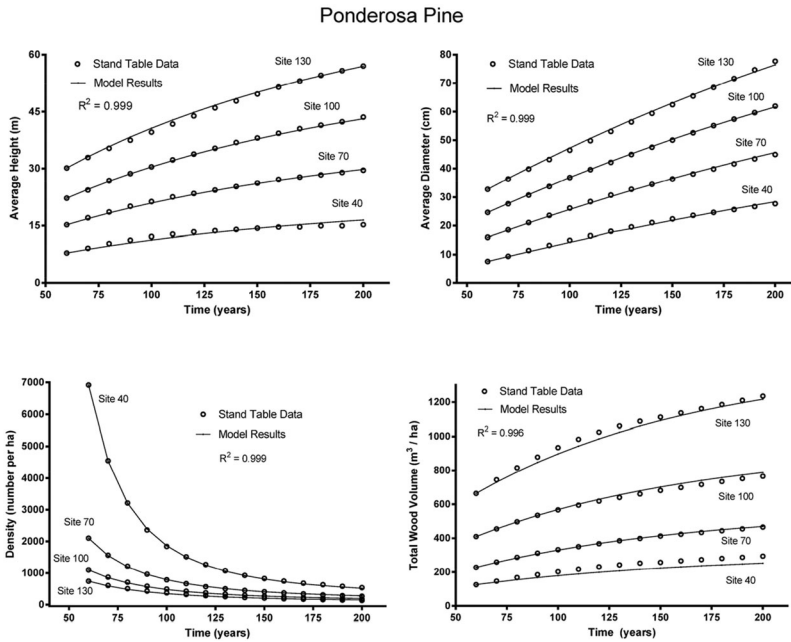 Ponderosa Pine
Average Height (m)
60
45
30
15
0
Stand Table Data
Model Results
R² = 0.999
Site 130
Site 100
Site 70
Site 40
50 75 100 125 150 175 200
Time (years)
Average Diameter (cm)
80
70
60
50
40
30
20
10
0
Stand Table Data
Model Results
R² = 0.999
Site 130
Site 100
Site 70
Site 40
50 75 100 125 150 175 200
Time (years)
Density (number per ha)
7000
6000
5000
4000
3000
2000
1000
0
Site 40
Stand Table Data
Model Results
R² = 0.999
Site 70
Site 100
Site 130
50 75 100 125 150 175 200
Time (years)
Total Wood Volume (m³ / ha)
1200
1000
800
600
400
200
0
Stand Table Data
Model Results
R² = 0.996
Site 130
Site 100
Site 70
Site 40
50 75 100 125 150 175 200
Time (years)